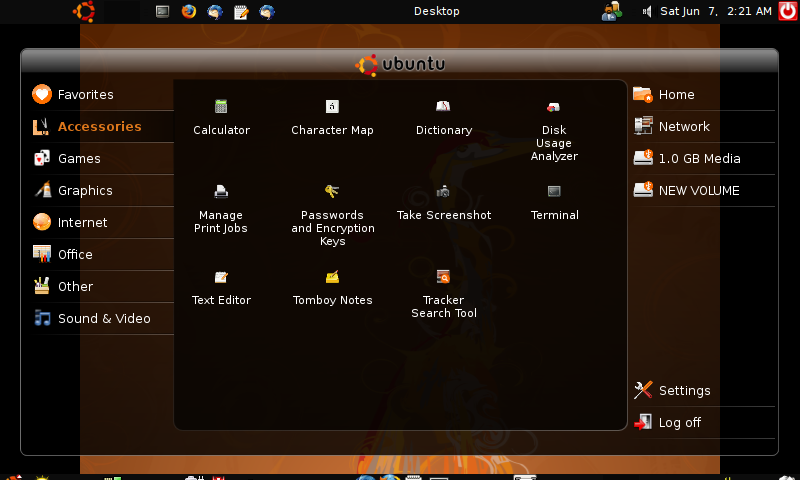 Desktop
Sat Jun 7, 2:21 AM
ubuntu
Favorites
Accessories
Games
Graphics
Internet
Office
Other
Sound & Video
Calculator
Character Map
Dictionary
Disk
Usage
Analyzer
Manage
Print Jobs
Passwords
and Encryption
Keys
Take Screenshot
Terminal
Text Editor
Tomboy Notes
Tracker
Search Tool
Home
Network
1.0 GB Media
NEW VOLUME
Settings
Log off